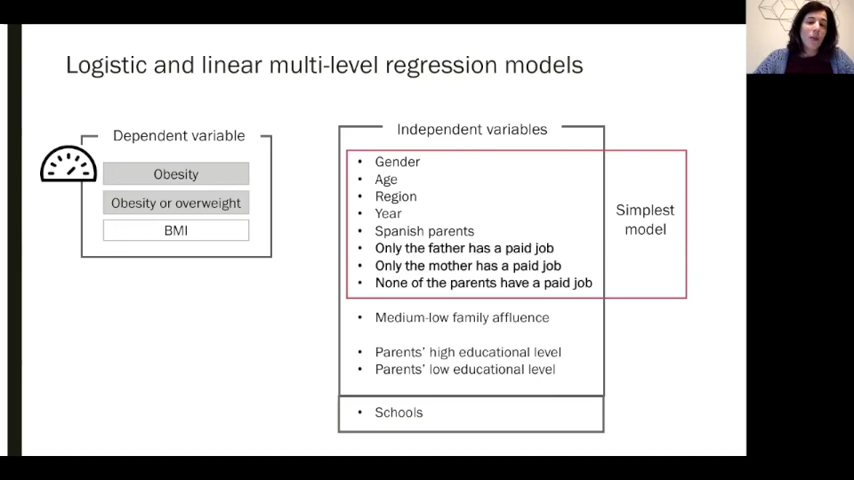 Logistic and linear multi-level regression models
Dependent variable
Obesity
Obesity or overweight
BMI
Independent variables
• Gender
• Age
• Region
• Year
• Spanish parents
• Only the father has a paid job
• Only the mother has a paid job
• None of the parents have a paid job
Simplest
model
• Medium-low family affluence
• Parents' high educational level
• Parents' low educational level
• Schools